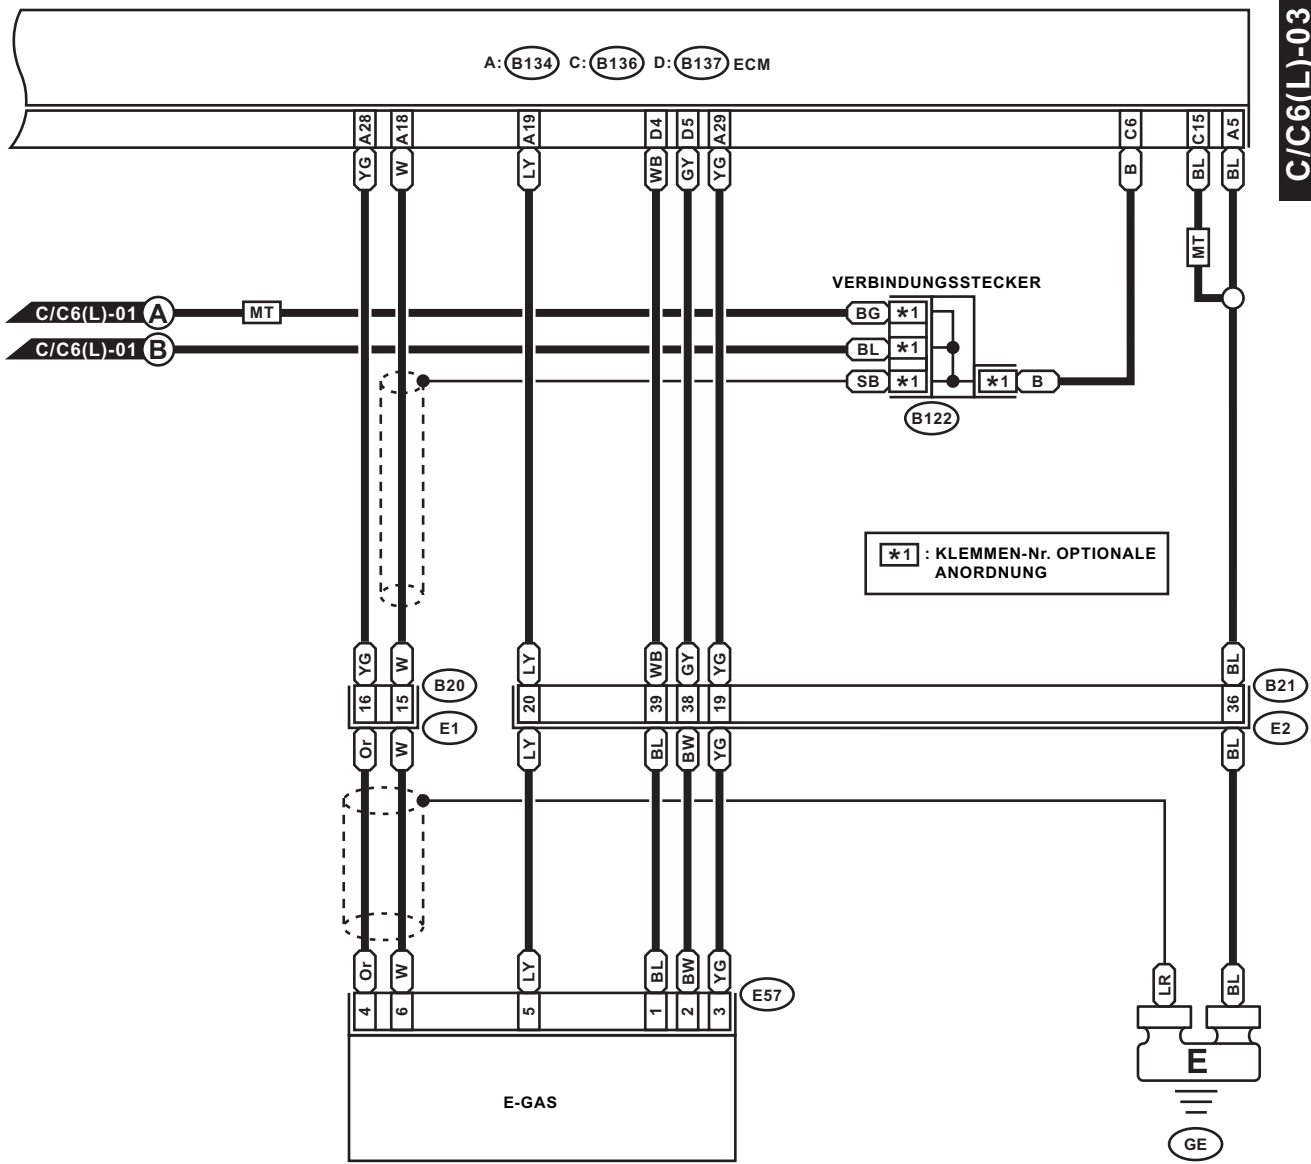 C/C6(L)-03
A: B134 C: B136 D: B137 ECM
A28 A18 A19 D4 D5 A29 C6 C15 A5
YG W LY WB GY YG B BL BL
MT
VERBINDUNGSSTECKER
C/C6(L)-01 A MT BG *1
C/C6(L)-01 B BL *1
SB *1 *1 B
B122
*1 : KLEMMEN-Nr. OPTIONALE
ANORDNUNG
YG W LY WB GY YG BL
B20 B21
16 15 20 39 38 19 36
E1 E2
Or W LY BL BW YG BL
Or W LY BL BW YG LR BL
E57
4 6 5 1 2 3
E
E-GAS
GE